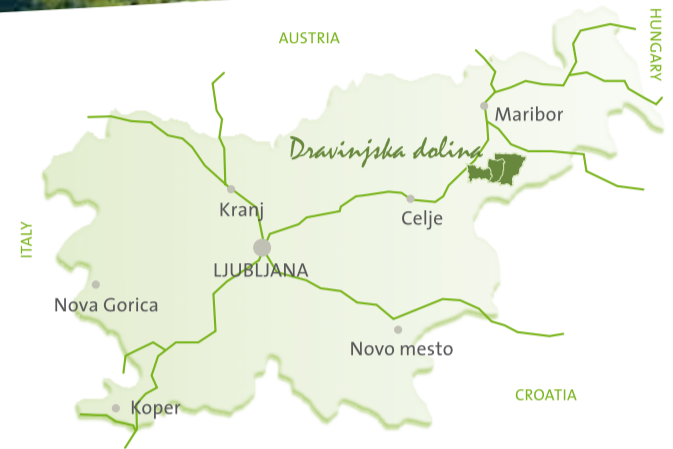 AUSTRIA
HUNGARY
Maribor
Dravinjska dolina
Kranj
Celje
ITALY
LJUBLJANA
Nova Gorica
Novo mesto
CROATIA
Koper